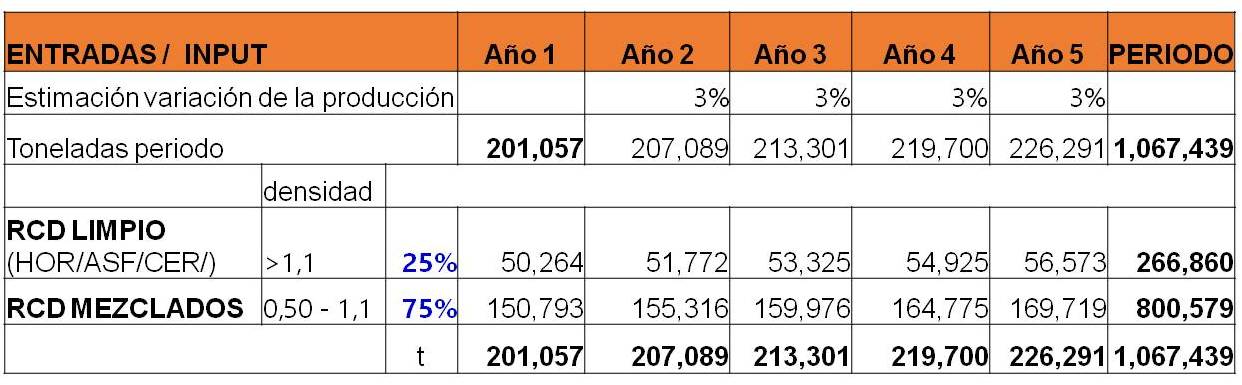 ENTRADAS / INPUT Año 1 Año 2 Año 3 Año 4 Año 5 PERIODO
Estimación variación de la producción 3% 3% 3% 3%
Toneladas periodo 201,057 207,089 213,301 219,700 226,291 1,067,439
densidad
RCD LIMPIO
(HOR/ASF/CER/) >1,1 25% 50,264 51,772 53,325 54,925 56,573 266,860
RCD MEZCLADOS 0,50 - 1,1 75% 150,793 155,316 159,976 164,775 169,719 800,579
t 201,057 207,089 213,301 219,700 226,291 1,067,439